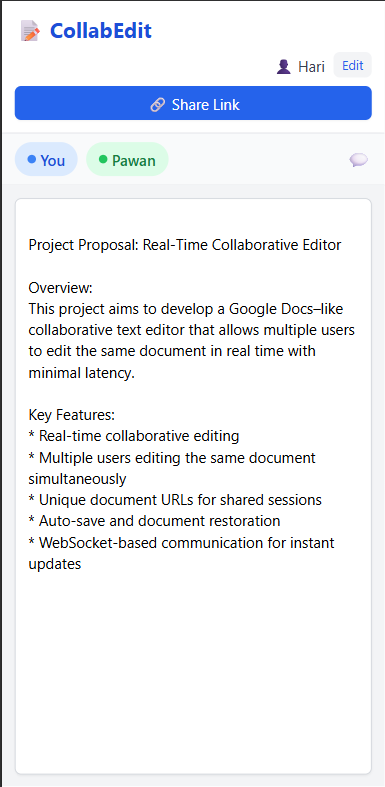 CollabEdit
Hari Edit
Share Link
You Pawan
Project Proposal: Real-Time Collaborative Editor
Overview:
This project aims to develop a Google Docs–like
collaborative text editor that allows multiple users
to edit the same document in real time with
minimal latency.
Key Features:
* Real-time collaborative editing
* Multiple users editing the same document
simultaneously
* Unique document URLs for shared sessions
* Auto-save and document restoration
* WebSocket-based communication for instant
updates